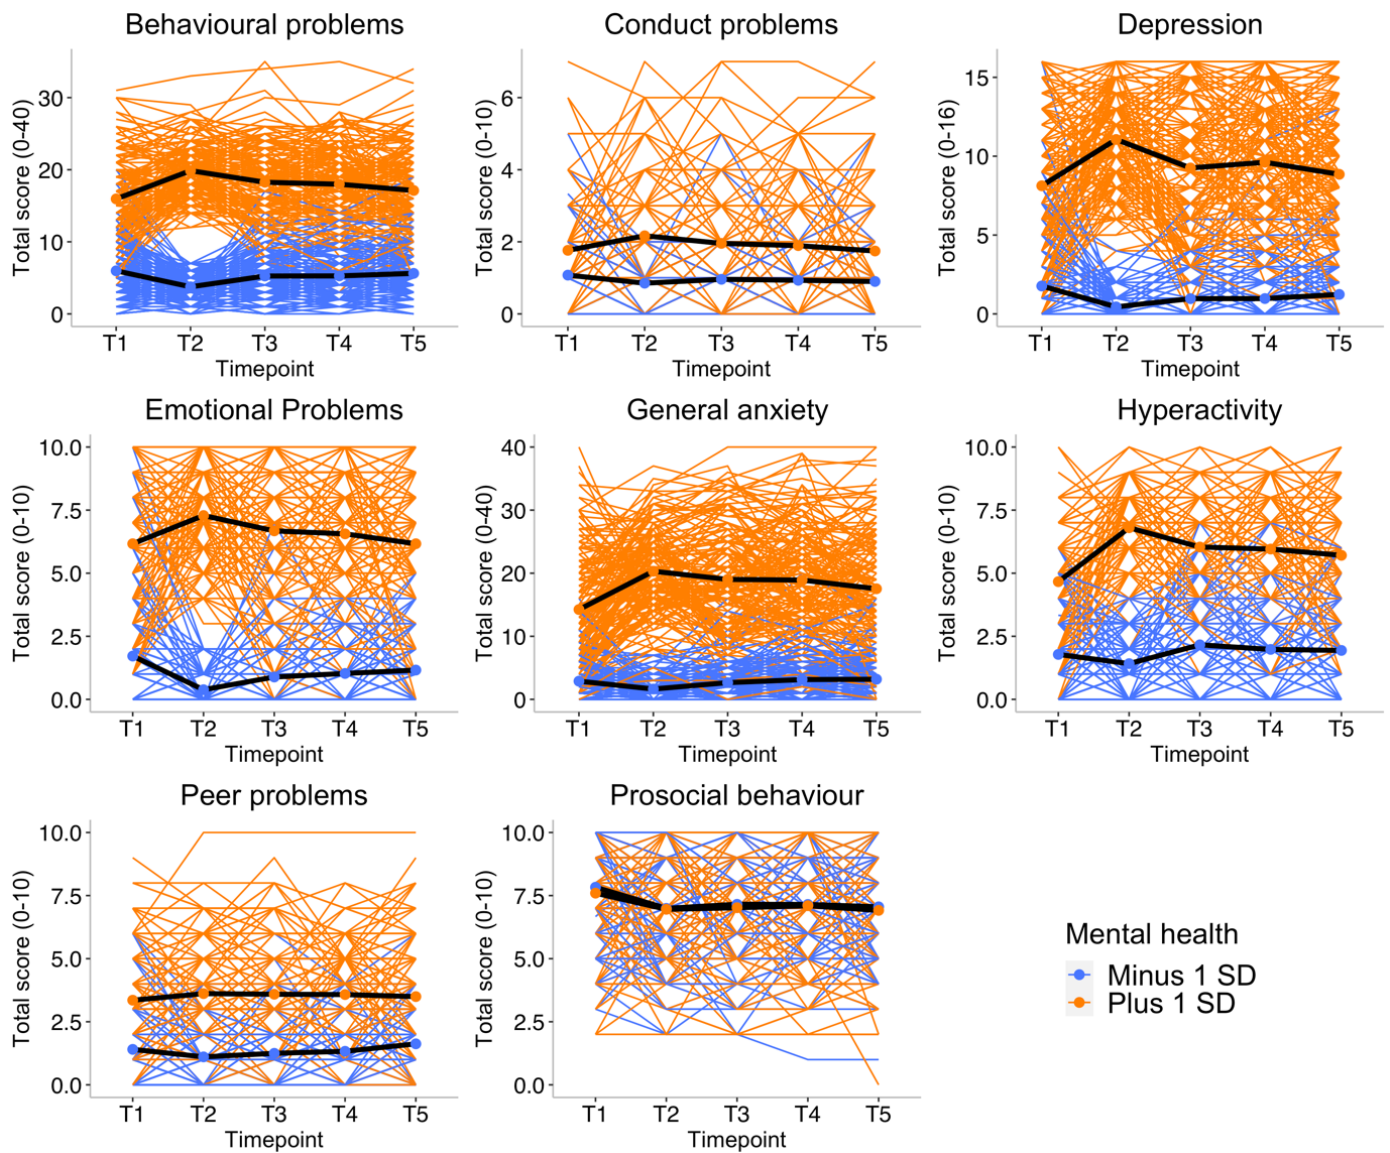 Behavioural problems
Total score (0-40)
30
20
10
0
T1 T2 T3 T4 T5
Timepoint
Conduct problems
Total score (0-10)
6
4
2
0
T1 T2 T3 T4 T5
Timepoint
Depression
Total score (0-16)
15
10
5
0
T1 T2 T3 T4 T5
Timepoint
Emotional Problems
Total score (0-10)
10.0
7.5
5.0
2.5
0.0
T1 T2 T3 T4 T5
Timepoint
General anxiety
Total score (0-40)
40
30
20
10
0
T1 T2 T3 T4 T5
Timepoint
Hyperactivity
Total score (0-10)
10.0
7.5
5.0
2.5
0.0
T1 T2 T3 T4 T5
Timepoint
Peer problems
Total score (0-10)
10.0
7.5
5.0
2.5
0.0
T1 T2 T3 T4 T5
Timepoint
Prosocial behaviour
Total score (0-10)
10.0
7.5
5.0
2.5
0.0
T1 T2 T3 T4 T5
Timepoint
Mental health
Minus 1 SD
Plus 1 SD